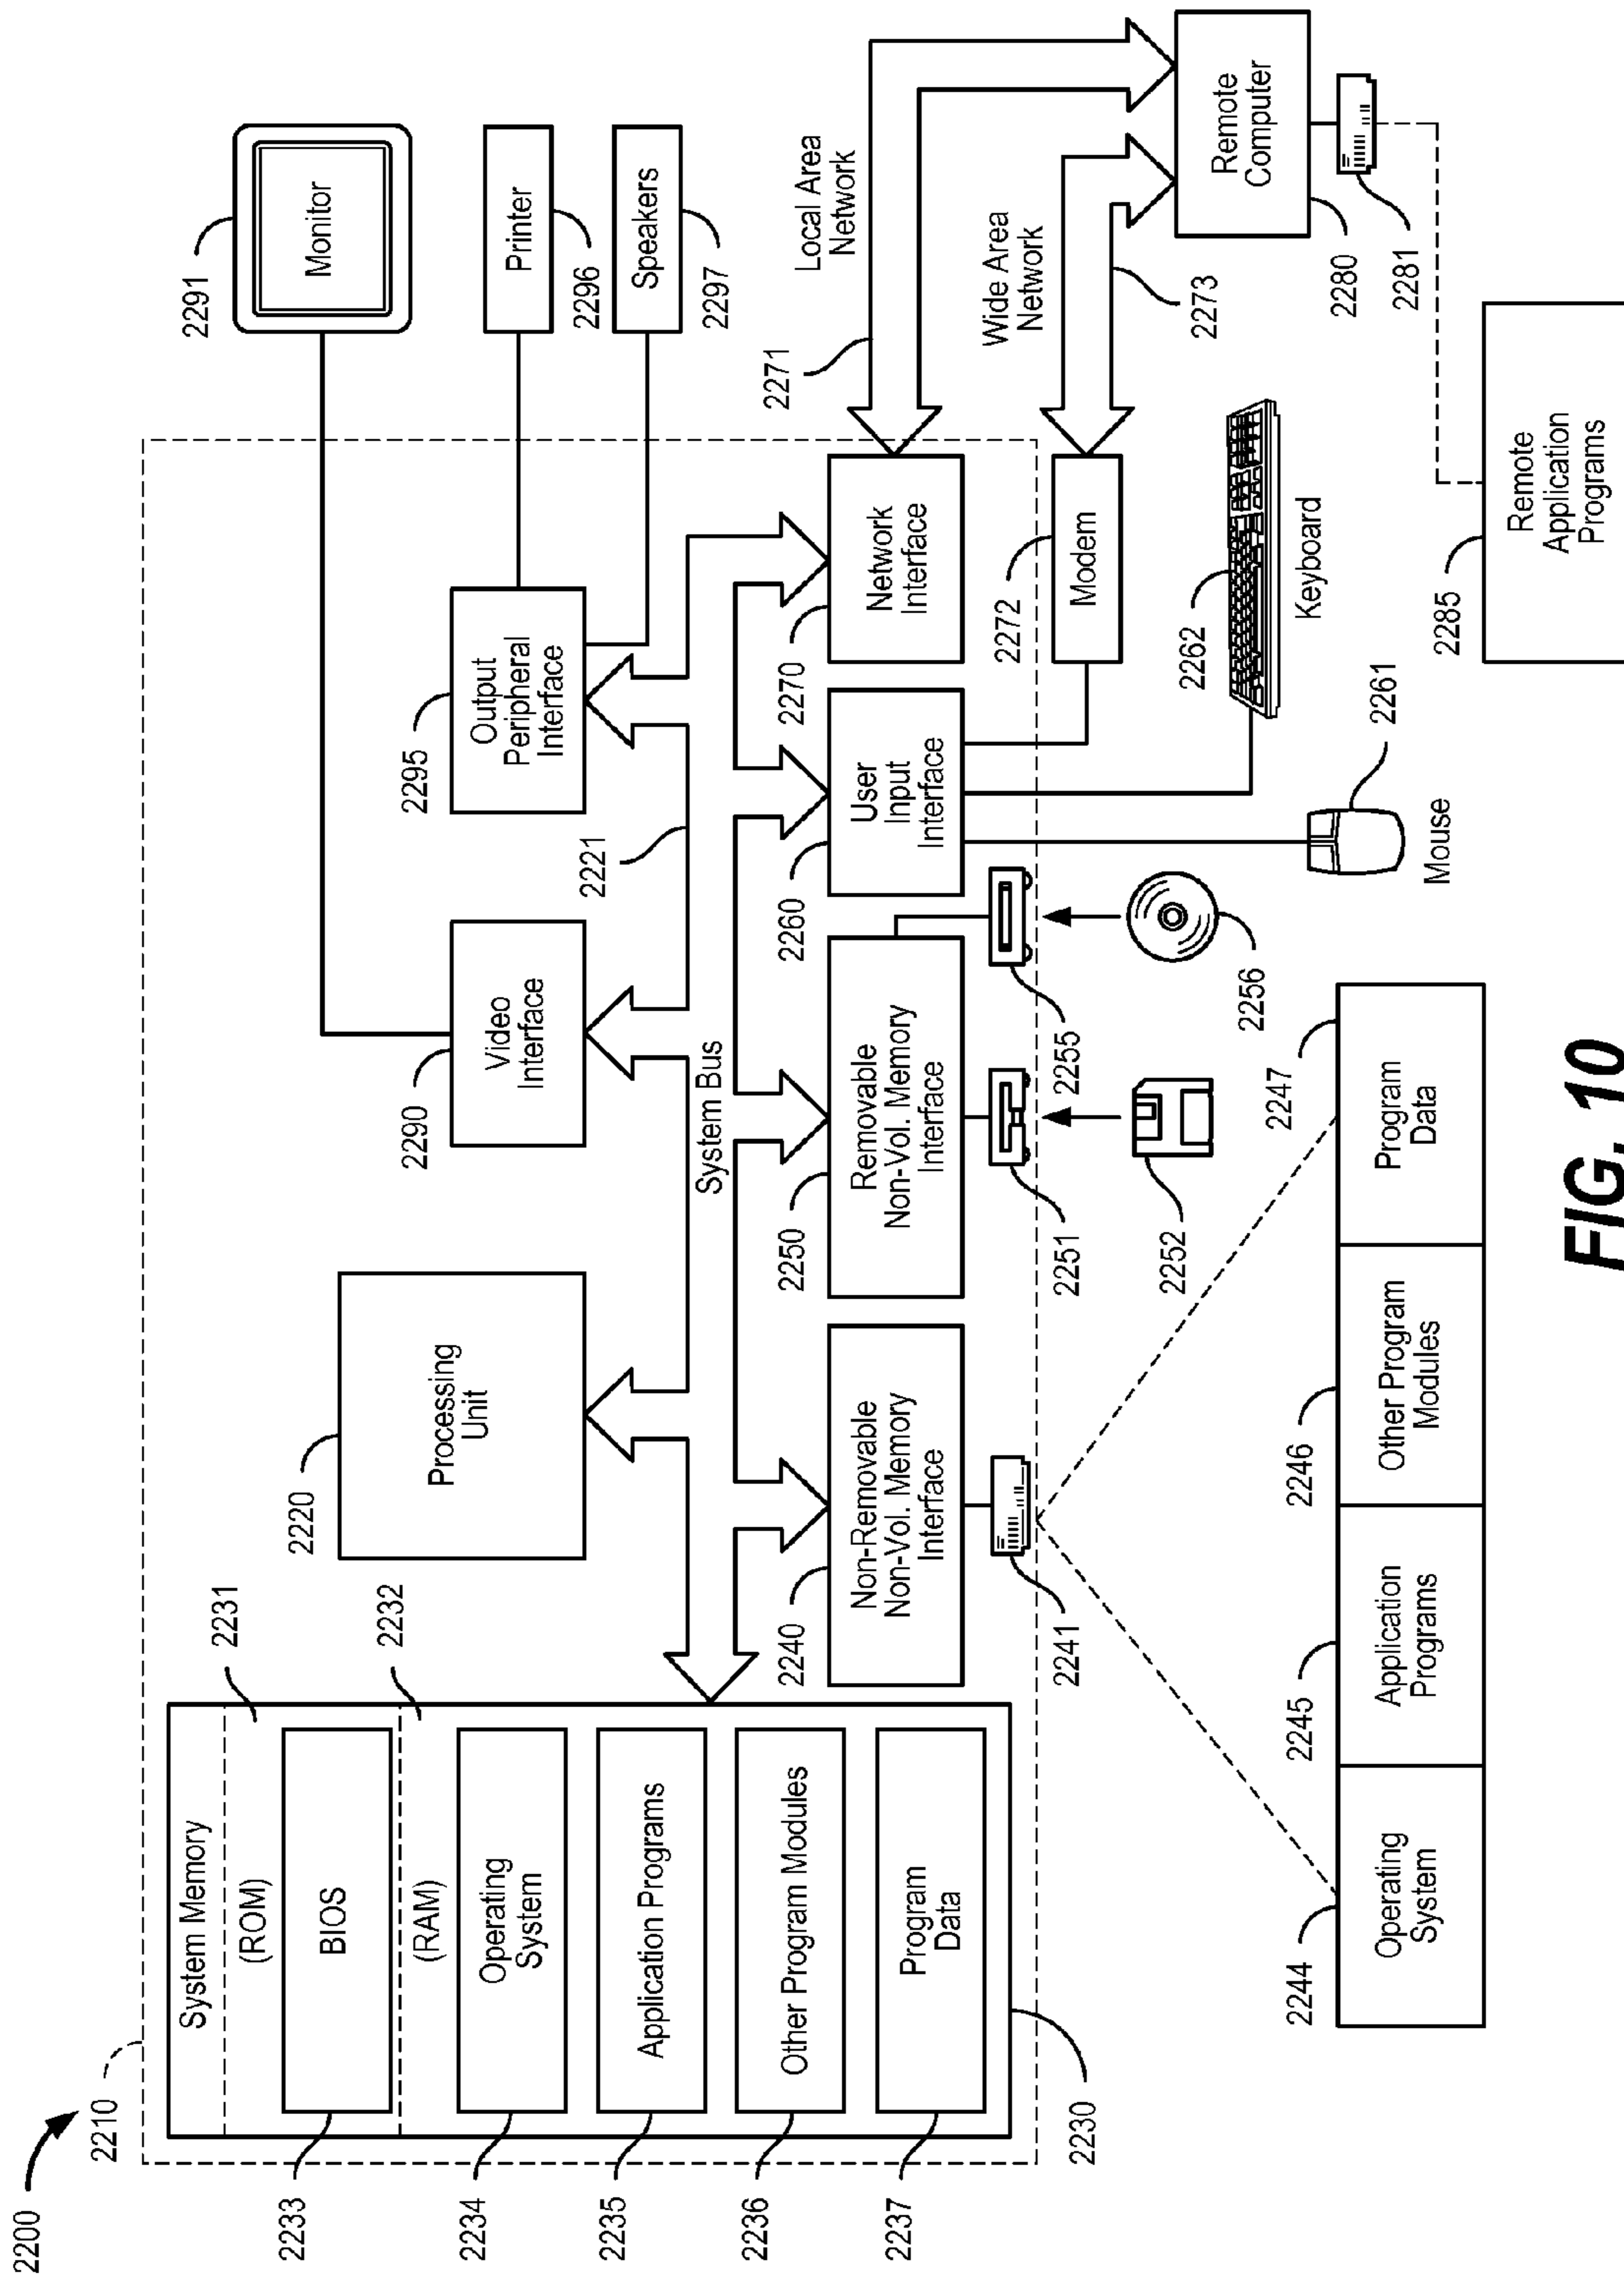 2200
2210
System Memory
(ROM)
2231
BIOS
2233
(RAM)
2232
Operating
System
2234
Application Programs
2235
Other Program Modules
2236
Program
Data
2237
2230
2220
Processing
Unit
2290
Video
Interface
2295
Output
Peripheral
Interface
2291
Monitor
Printer
2296
Speakers
2297
2221
System Bus
2240
Non-Removable
Non-Vol. Memory
Interface
2250
Removable
Non-Vol. Memory
Interface
2260
User
Input
Interface
2270
Network
Interface
2271
Local Area
Network
2241
2251
2255
2272
Modem
Wide Area
Network
2273
2252
2256
2262
Keyboard
2261
Mouse
Remote
Computer
2280
2281
2244
Operating
System
2245
Application
Programs
2246
Other Program
Modules
2247
Program
Data
2285
Remote
Application
Programs
FIG. 10